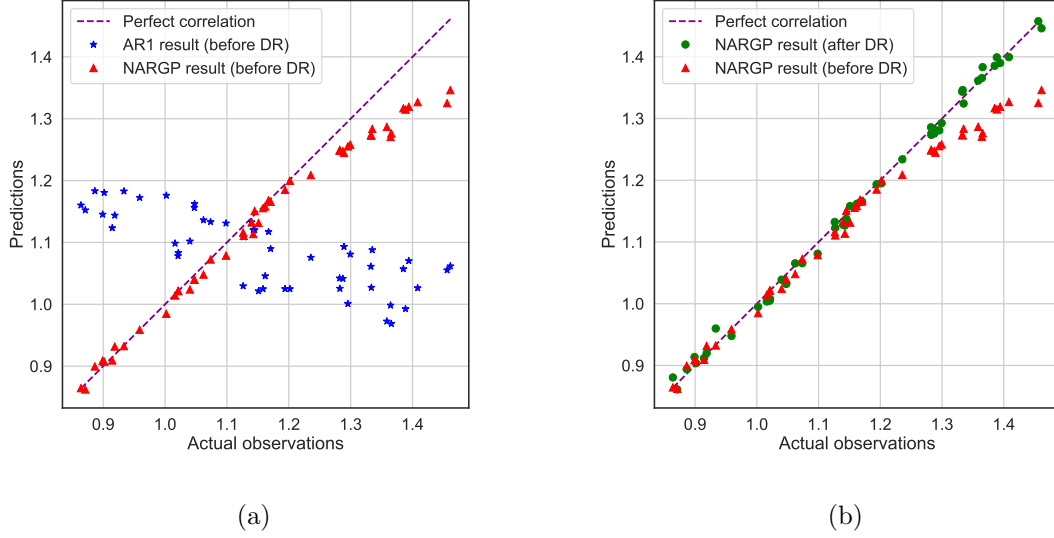 Perfect correlation
AR1 result (before DR)
NARGP result (before DR)
1.4
1.3
1.2
1.1
1.0
0.9
Predictions
0.9 1.0 1.1 1.2 1.3 1.4
Actual observations
(a)
Perfect correlation
NARGP result (after DR)
NARGP result (before DR)
1.4
1.3
1.2
1.1
1.0
0.9
Predictions
0.9 1.0 1.1 1.2 1.3 1.4
Actual observations
(b)